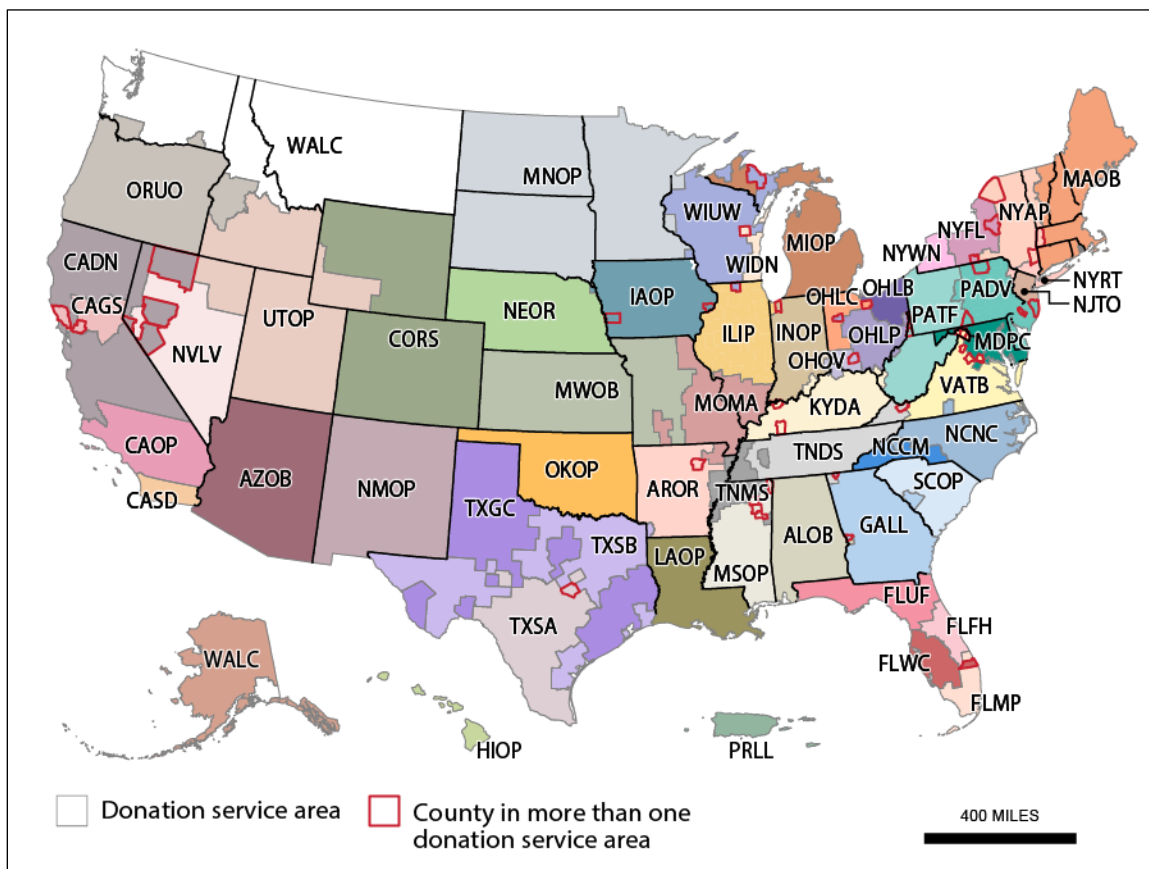 WALC
MNOP
ORUO
MAOB
WIUW
NYAP
NYFL
MIOP
NYWN
CADN
WIDN
NYRT
OHLB
PADV
CAGS
IAOP
OHLC
NJTO
NEOR
PATF
UTOP
INOP
OHLP
CORS
ILIP
MDPC
NVLV
OHOV
MWOB
VATB
MOMA
KYDA
NCNC
CAOP
TNDS
NCCM
OKOP
AZOB
SCOP
NMOP
AROR
TNMS
CASD
TXGC
GALL
ALOB
TXSB
LAOP
MSOP
FLUF
TXSA
FLFH
WALC
FLWC
FLMP
HIOP
PRLL
Donation service area
County in more than one
donation service area
400 MILES